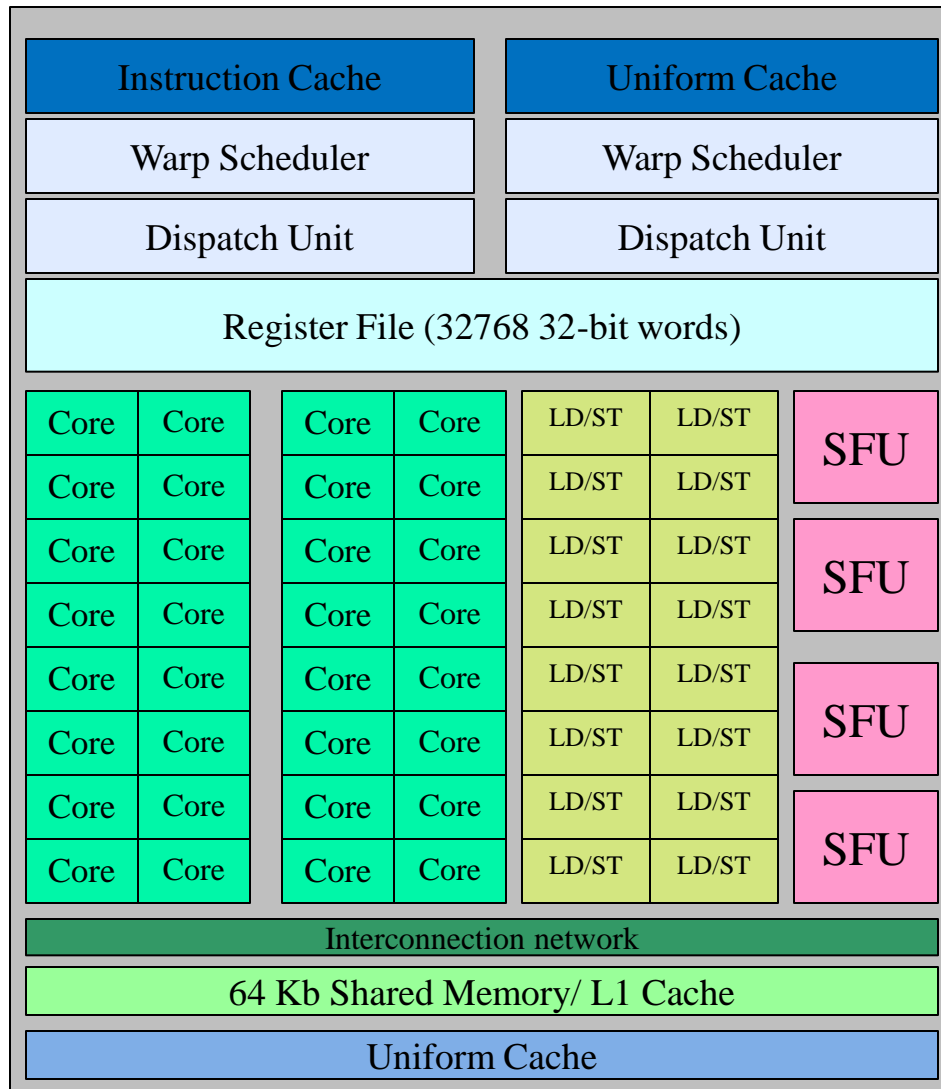 Instruction Cache Uniform Cache
Warp Scheduler Warp Scheduler
Dispatch Unit Dispatch Unit
Register File (32768 32-bit words)
Core Core Core Core LD/ST LD/ST SFU
Core Core Core Core LD/ST LD/ST
Core Core Core Core LD/ST LD/ST SFU
Core Core Core Core LD/ST LD/ST
Core Core Core Core LD/ST LD/ST SFU
Core Core Core Core LD/ST LD/ST
Core Core Core Core LD/ST LD/ST SFU
Core Core Core Core LD/ST LD/ST
Interconnection network
64 Kb Shared Memory/ L1 Cache
Uniform Cache